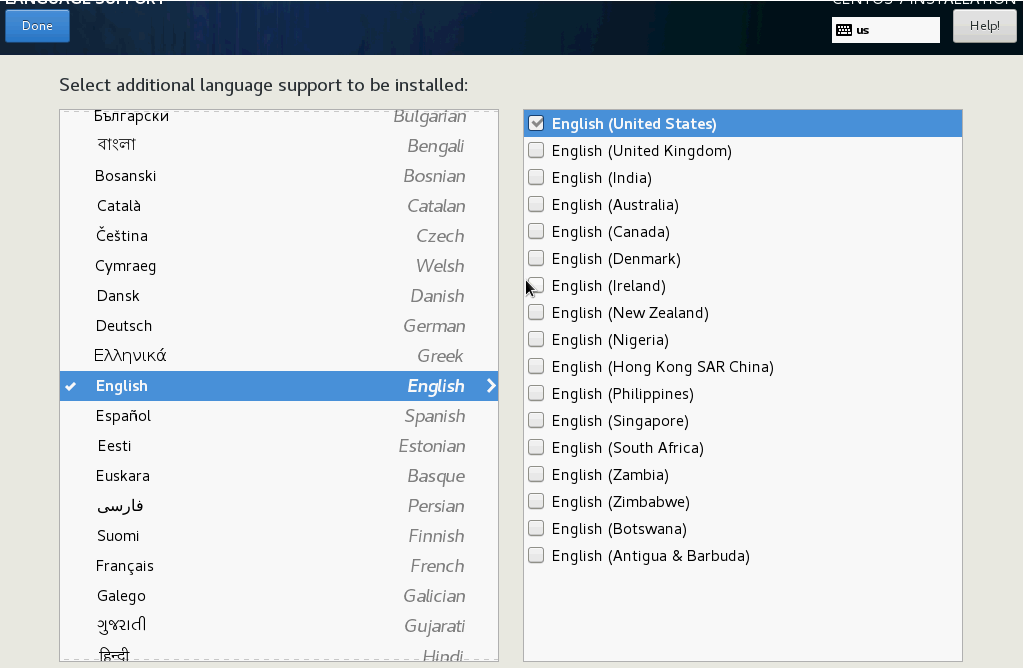 LANGUAGE SUPPORT
CENTOS 7 INSTALLATION
Done
us
Help!
Select additional language support to be installed:
Български Bulgarian
বাংলা Bengali
Bosanski Bosnian
Català Catalan
Čeština Czech
Cymraeg Welsh
Dansk Danish
Deutsch German
Ελληνικά Greek
English English
Español Spanish
Eesti Estonian
Euskara Basque
فارسی Persian
Suomi Finnish
Français French
Galego Galician
ગુજરાતી Gujarati
हिन्दी Hindi
English (United States)
English (United Kingdom)
English (India)
English (Australia)
English (Canada)
English (Denmark)
English (Ireland)
English (New Zealand)
English (Nigeria)
English (Hong Kong SAR China)
English (Philippines)
English (Singapore)
English (South Africa)
English (Zambia)
English (Zimbabwe)
English (Botswana)
English (Antigua & Barbuda)